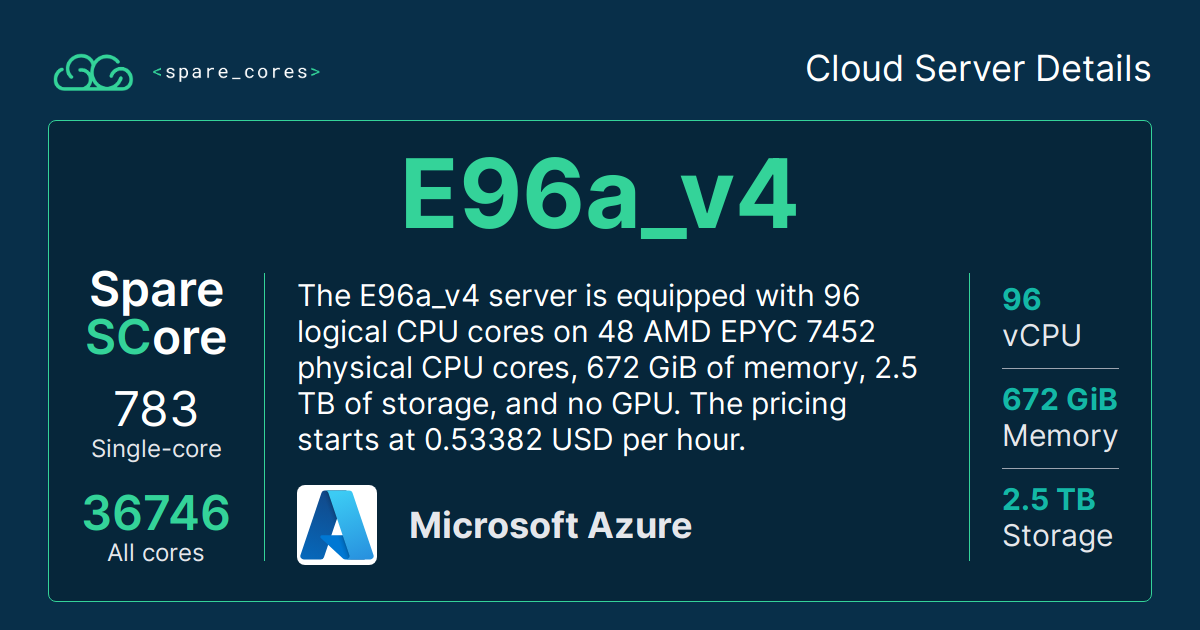 <spare_cores>
Cloud Server Details
E96a_v4
Spare
SCore
783
Single-core
36746
All cores
The E96a_v4 server is equipped with 96
logical CPU cores on 48 AMD EPYC 7452
physical CPU cores, 672 GiB of memory, 2.5
TB of storage, and no GPU. The pricing
starts at 0.53382 USD per hour.
Microsoft Azure
96
vCPU
672 GiB
Memory
2.5 TB
Storage